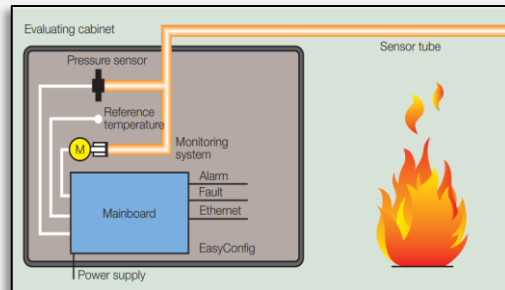 Evaluating cabinet
Sensor tube
Pressure sensor
Reference
temperature
Monitoring
system
M
Alarm
Fault
Ethernet
Mainboard
EasyConfig
Power supply